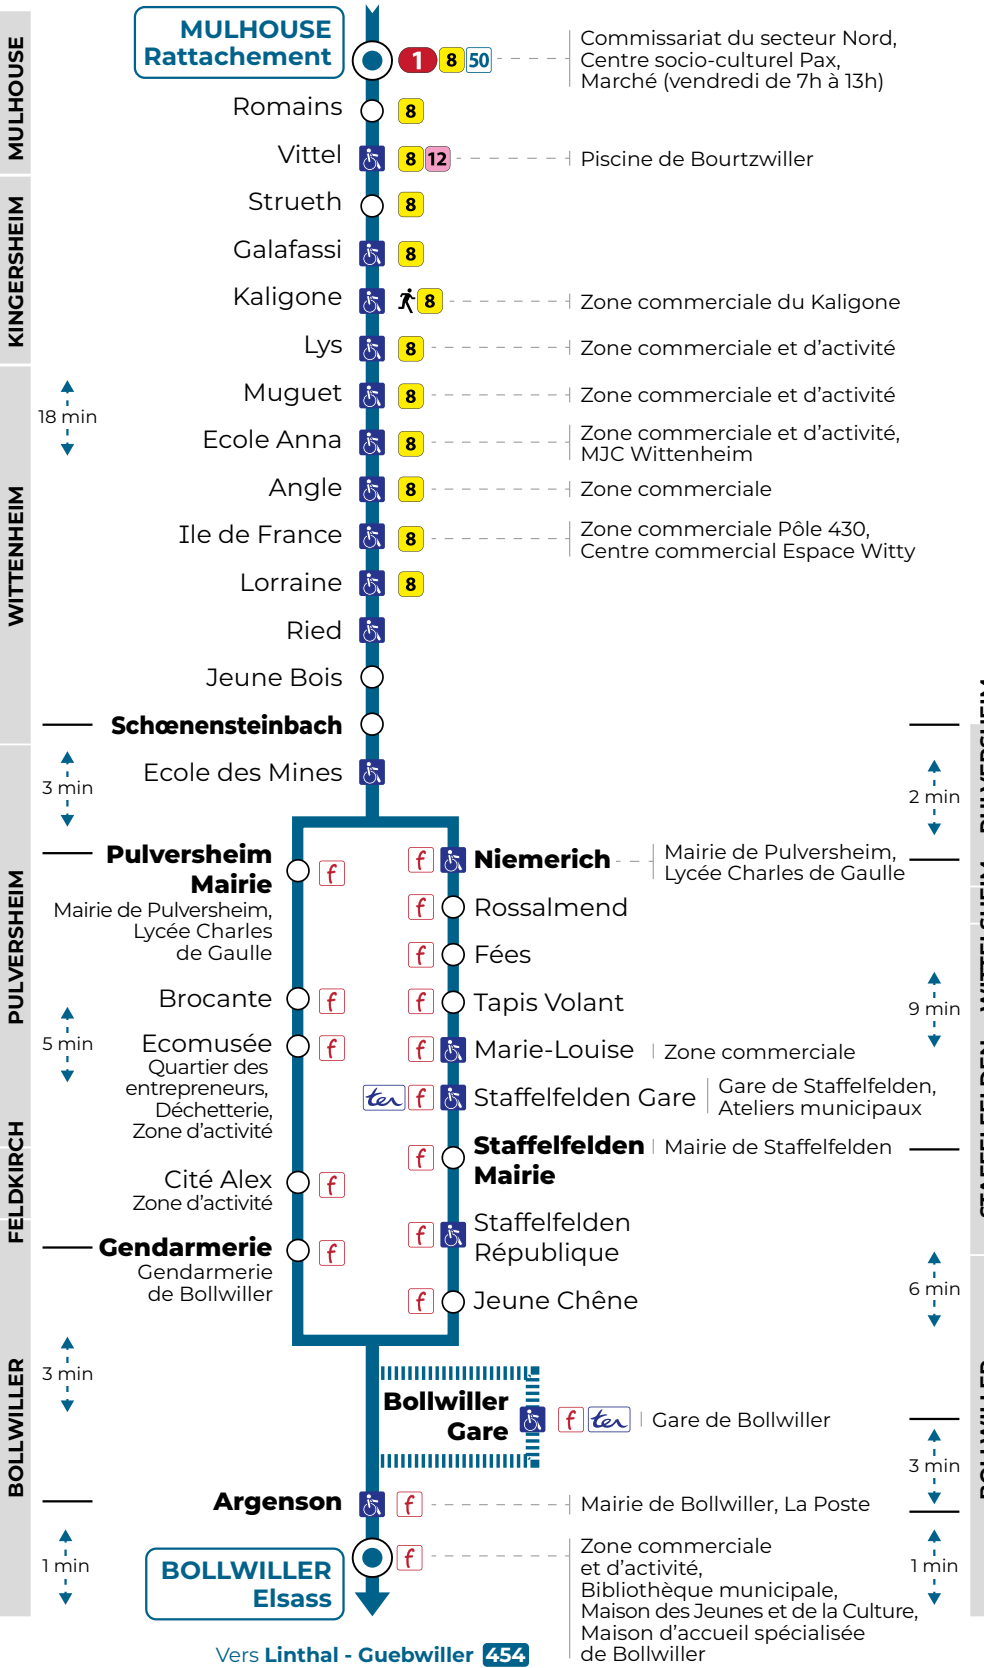 MULHOUSE
Rattachement
1 8 50
Commissariat du secteur Nord,
Centre socio-culturel Pax,
Marché (vendredi de 7h à 13h)
MULHOUSE
Romains
8
Vittel
8 12
Piscine de Bourtzwiller
KINGERSHEIM
Strueth
8
Galafassi
8
Kaligone
8
Zone commerciale du Kaligone
Lys
8
Zone commerciale et d'activité
WITTENHEIM
18 min
Muguet
8
Zone commerciale et d'activité
Ecole Anna
8
Zone commerciale et d'activité,
MJC Wittenheim
Angle
8
Zone commerciale
Ile de France
8
Zone commerciale Pôle 430,
Centre commercial Espace Witty
Lorraine
8
Ried
Jeune Bois
Schœnensteinbach
PULVERSHEIM
3 min
Ecole des Mines
Pulversheim
Mairie
f
Mairie de Pulversheim,
Lycée Charles
de Gaulle
Brocante
f
5 min
Ecomusée
f
Quartier des
entrepreneurs,
Déchetterie,
Zone d'activité
FELDKIRCH
Cité Alex
f
Zone d'activité
Gendarmerie
f
Gendarmerie
de Bollwiller
PULVERSHEIM
2 min
f
Niemerich
Mairie de Pulversheim,
Lycée Charles de Gaulle
WITTELSHEIM
f
Rossalmend
f
Fées
f
Tapis Volant
9 min
f
Marie-Louise
Zone commerciale
STAFFELFELDEN
ter f
Staffelfelden Gare
Gare de Staffelfelden,
Ateliers municipaux
f
Staffelfelden
Mairie
Mairie de Staffelfelden
f
Staffelfelden
République
6 min
f
Jeune Chêne
BOLLWILLER
3 min
Bollwiller
Gare
f ter
Gare de Bollwiller
BOLLWILLER
3 min
Argenson
f
Mairie de Bollwiller, La Poste
1 min
BOLLWILLER
Elsass
f
Zone commerciale
et d'activité,
Bibliothèque municipale,
Maison des Jeunes et de la Culture,
Maison d'accueil spécialisée
de Bollwiller
1 min
Vers Linthal - Guebwiller 454